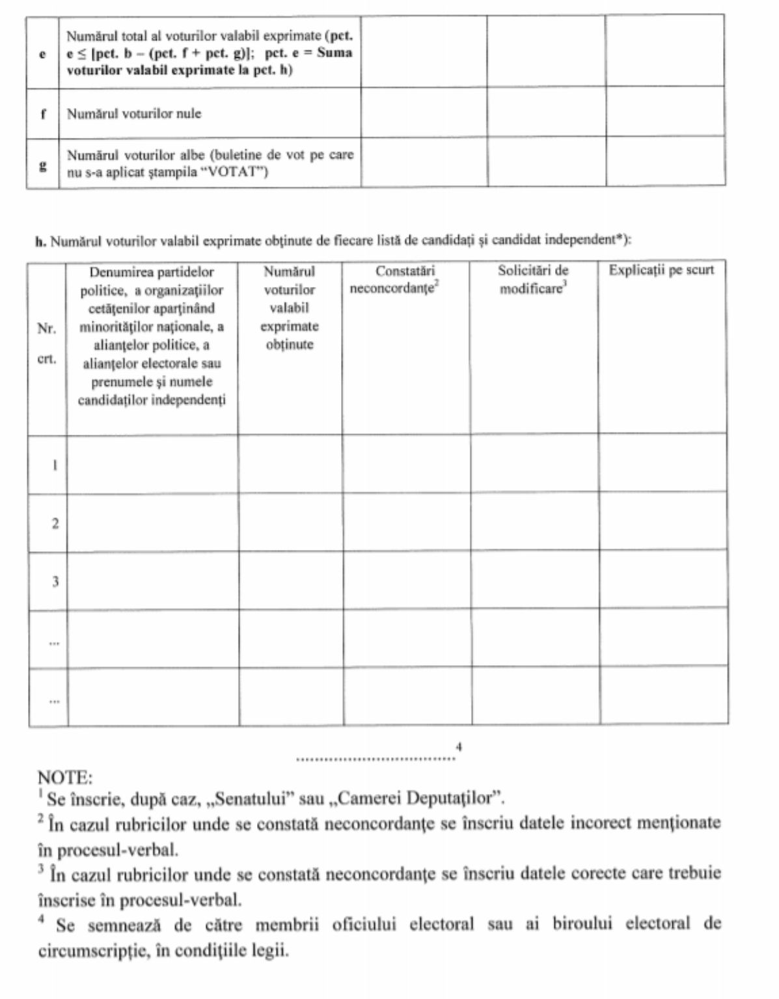 e
Numărul total al voturilor valabil exprimate (pct.
e ≤ [pct. b – (pct. f + pct. g)]; pct. e = Suma
voturilor valabil exprimate la pct. h)
f
Numărul voturilor nule
g
Numărul voturilor albe (buletine de vot pe care
nu s-a aplicat ştampila “VOTAT”)
h. Numărul voturilor valabil exprimate obţinute de fiecare listă de candidaţi şi candidat independent*):
Nr.
crt.
Denumirea partidelor
politice, a organizaţiilor
cetăţenilor aparţinând
minorităţilor naţionale, a
alianţelor politice, a
alianţelor electorale sau
prenumele şi numele
candidaţilor independenţi
Numărul
voturilor
valabil
exprimate
obţinute
Constatări
neconcordanţe²
Solicitări de
modificare³
Explicaţii pe scurt
1
2
3
...
...
..................................⁴
NOTE:
¹ Se înscrie, după caz, „Senatului” sau „Camerei Deputaţilor”.
² În cazul rubricilor unde se constată neconcordanţe se înscriu datele incorect menţionate
în procesul-verbal.
³ În cazul rubricilor unde se constată neconcordanţe se înscriu datele corecte care trebuie
înscrise în procesul-verbal.
⁴ Se semnează de către membrii oficiului electoral sau ai biroului electoral de
circumscripţie, în condiţiile legii.